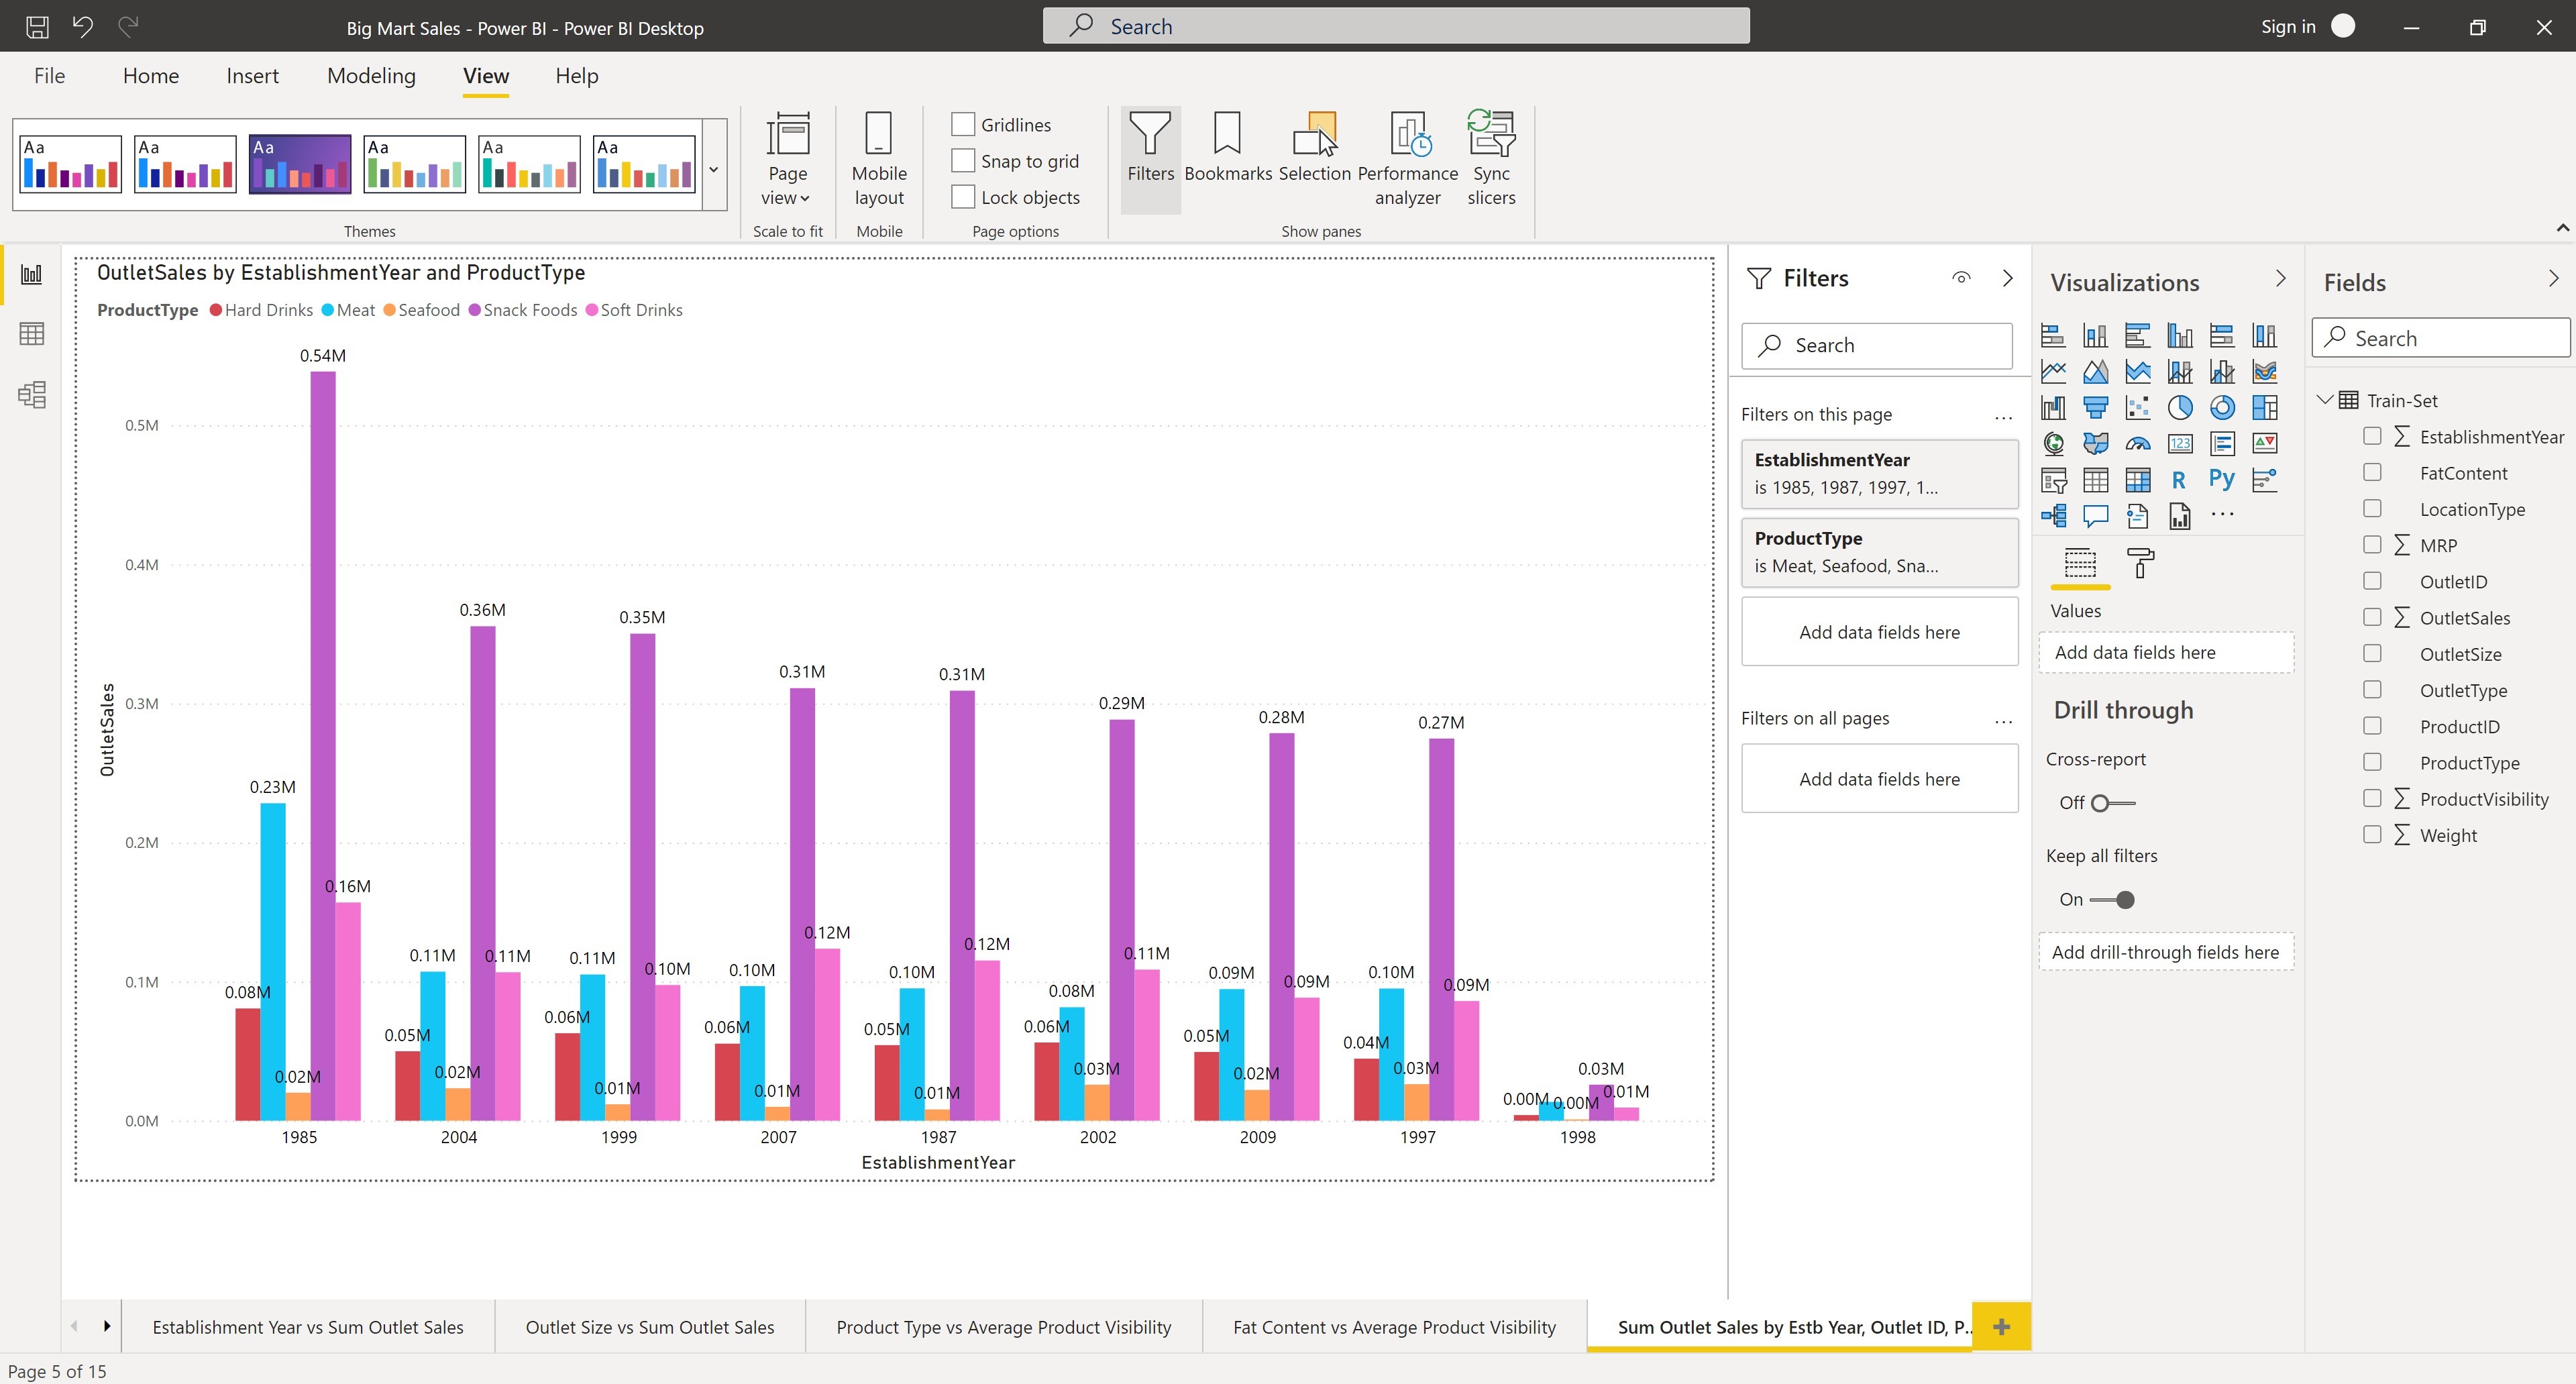 Big Mart Sales - Power BI - Power BI Desktop
Search
Sign in
File Home Insert Modeling View Help
Aa Aa Aa Aa Aa Aa
Themes
Page view
Scale to fit
Mobile layout
Mobile
Gridlines
Snap to grid
Lock objects
Page options
Filters
Bookmarks
Selection
Performance analyzer
Sync slicers
Show panes
OutletSales by EstablishmentYear and ProductType
ProductType Hard Drinks Meat Seafood Snack Foods Soft Drinks
OutletSales
0.5M
0.4M
0.3M
0.2M
0.1M
0.0M
0.08M 0.23M 0.02M 0.54M 0.16M
0.05M 0.11M 0.02M 0.36M 0.11M
0.06M 0.11M 0.01M 0.35M 0.10M
0.06M 0.10M 0.01M 0.31M 0.12M
0.05M 0.10M 0.01M 0.31M 0.12M
0.06M 0.08M 0.03M 0.29M 0.11M
0.05M 0.09M 0.02M 0.28M 0.09M
0.04M 0.10M 0.03M 0.27M 0.09M
0.00M 0.00M 0.03M 0.01M
1985 2004 1999 2007 1987 2002 2009 1997 1998
EstablishmentYear
Filters
Search
Filters on this page ...
EstablishmentYear
is 1985, 1987, 1997, 1...
ProductType
is Meat, Seafood, Sna...
Add data fields here
Filters on all pages ...
Add data fields here
Visualizations
123
R Py
...
Values
Add data fields here
Drill through
Cross-report
Off
Keep all filters
On
Add drill-through fields here
Fields
Search
Train-Set
∑ EstablishmentYear
FatContent
LocationType
∑ MRP
OutletID
∑ OutletSales
OutletSize
OutletType
ProductID
ProductType
∑ ProductVisibility
∑ Weight
Establishment Year vs Sum Outlet Sales
Outlet Size vs Sum Outlet Sales
Product Type vs Average Product Visibility
Fat Content vs Average Product Visibility
Sum Outlet Sales by Estb Year, Outlet ID, P...
Page 5 of 15